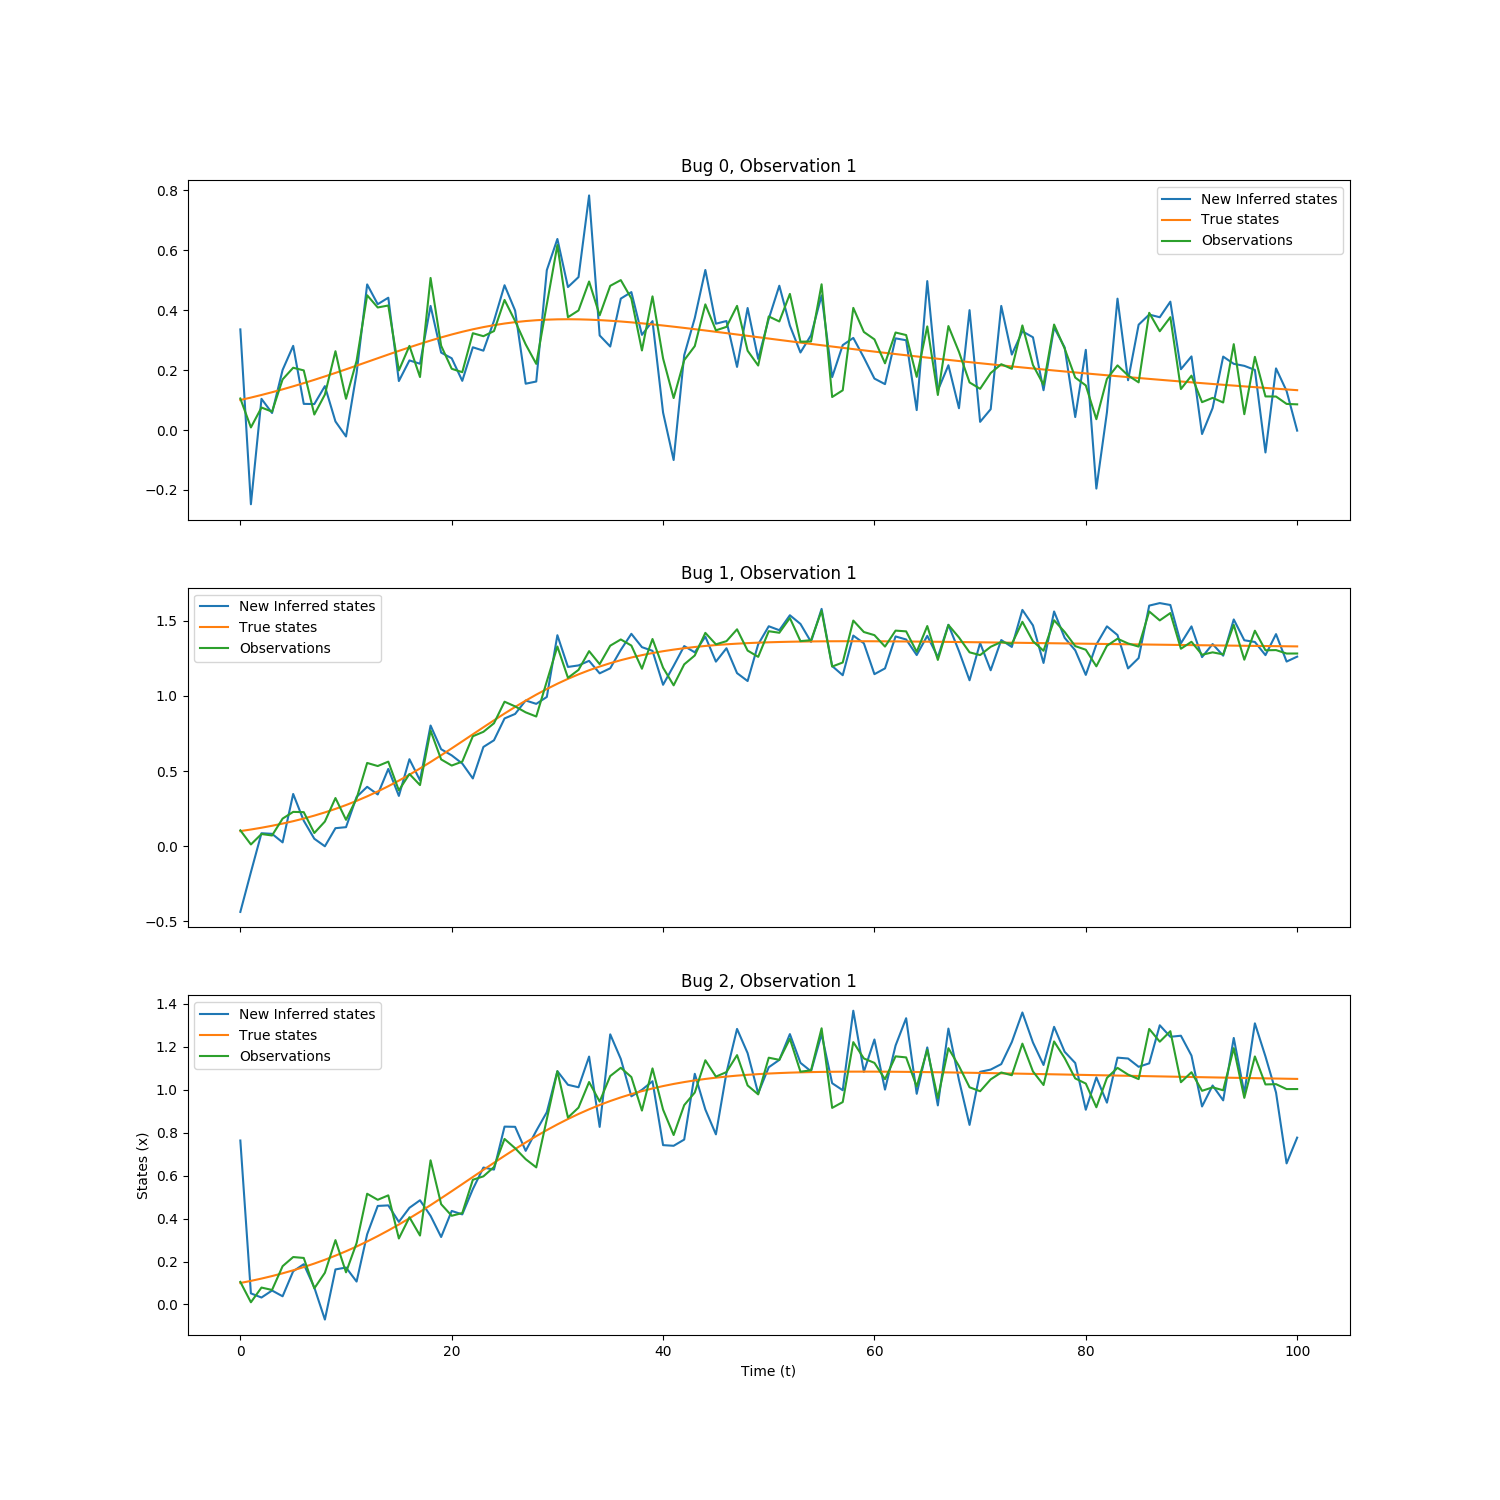 Bug 0, Observation 1
0.8
0.6
0.4
0.2
0.0
−0.2
New Inferred states
True states
Observations
Bug 1, Observation 1
1.5
1.0
0.5
0.0
−0.5
New Inferred states
True states
Observations
Bug 2, Observation 1
1.4
1.2
1.0
0.8
0.6
0.4
0.2
0.0
New Inferred states
True states
Observations
States (x)
0 20 40 60 80 100
Time (t)